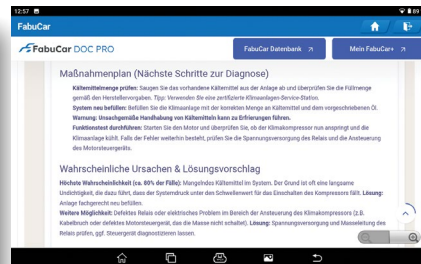 12:57
89
FabuCar
FabuCar DOC PRO
FabuCar Datenbank
Mein FabuCar+
Maßnahmenplan (Nächste Schritte zur Diagnose)
Kältemittelmenge prüfen: Saugen Sie das vorhandene Kältemittel aus der Anlage ab und überprüfen Sie die Füllmenge
gemäß den Herstellervorgaben. Tipp: Verwenden Sie eine zertifizierte Klimaanlagen-Service-Station.
System neu befüllen: Befüllen Sie die Klimaanlage mit der korrekten Menge an Kältemittel und dem vorgeschriebenen Öl.
Warnung: Unsachgemäße Handhabung von Kältemitteln kann zu Erfrierungen führen.
Funktionstest durchführen: Starten Sie den Motor und überprüfen Sie, ob der Klimakompressor nun anspringt und die
Klimaanlage kühlt. Falls der Fehler weiterhin besteht, prüfen Sie die Spannungsversorgung des Relais und die Ansteuerung
des Motorsteuergeräts.
Wahrscheinliche Ursachen & Lösungsvorschlag
Höchste Wahrscheinlichkeit (ca. 80% der Fälle): Mangelndes Kältemittel im System. Der Grund ist oft eine langsame
Undichtigkeit, die dazu führt, dass der Systemdruck unter den Schwellenwert für das Einschalten des Kompressors fällt. Lösung:
Anlage fachgerecht neu befüllen.
Weitere Möglichkeit: Defektes Relais oder elektrisches Problem im Bereich der Ansteuerung des Klimakompressors (z.B.
Kabelbruch oder defektes Motorsteuergerät, das die Masse nicht schaltet). Lösung: Spannungsversorgung und Masseleitung des
Relais prüfen, ggf. Steuergerät diagnostizieren lassen.